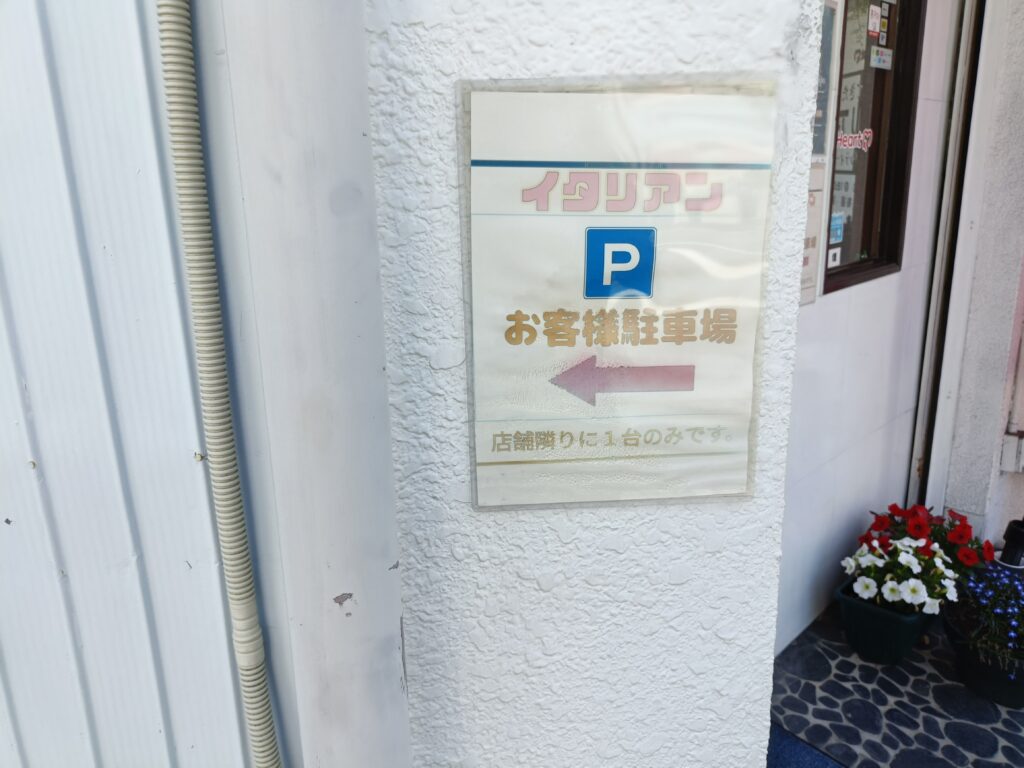 イタリアン
P
お客様駐車場
店舗隣りに1台のみです。
Heart